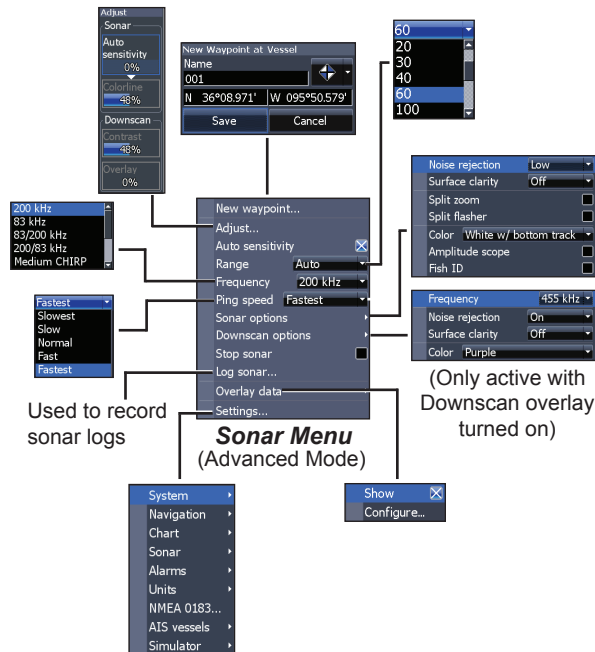 Adjust
Sonar
Auto
sensitivity
0%
Colorline
48%
Downscan
Contrast
48%
Overlay
0%
New Waypoint at Vessel
Name
001
N 36°08.971' W 095°50.579'
Save Cancel
60
20
30
40
60
100
200 kHz
83 kHz
83/200 kHz
200/83 kHz
Medium CHIRP
Fastest
Slowest
Slow
Normal
Fast
Fastest
Used to record
sonar logs
New waypoint...
Adjust...
Auto sensitivity
Range Auto
Frequency 200 kHz
Ping speed Fastest
Sonar options
Downscan options
Stop sonar
Log sonar...
Overlay data
Settings...
Sonar Menu
(Advanced Mode)
Noise rejection Low
Surface clarity Off
Split zoom
Split flasher
Color White w/ bottom track
Amplitude scope
Fish ID
Frequency 455 kHz
Noise rejection On
Surface clarity Off
Color Purple
(Only active with
Downscan overlay
turned on)
System
Navigation
Chart
Sonar
Alarms
Units
NMEA 0183...
AIS vessels
Simulator
Show
Configure...